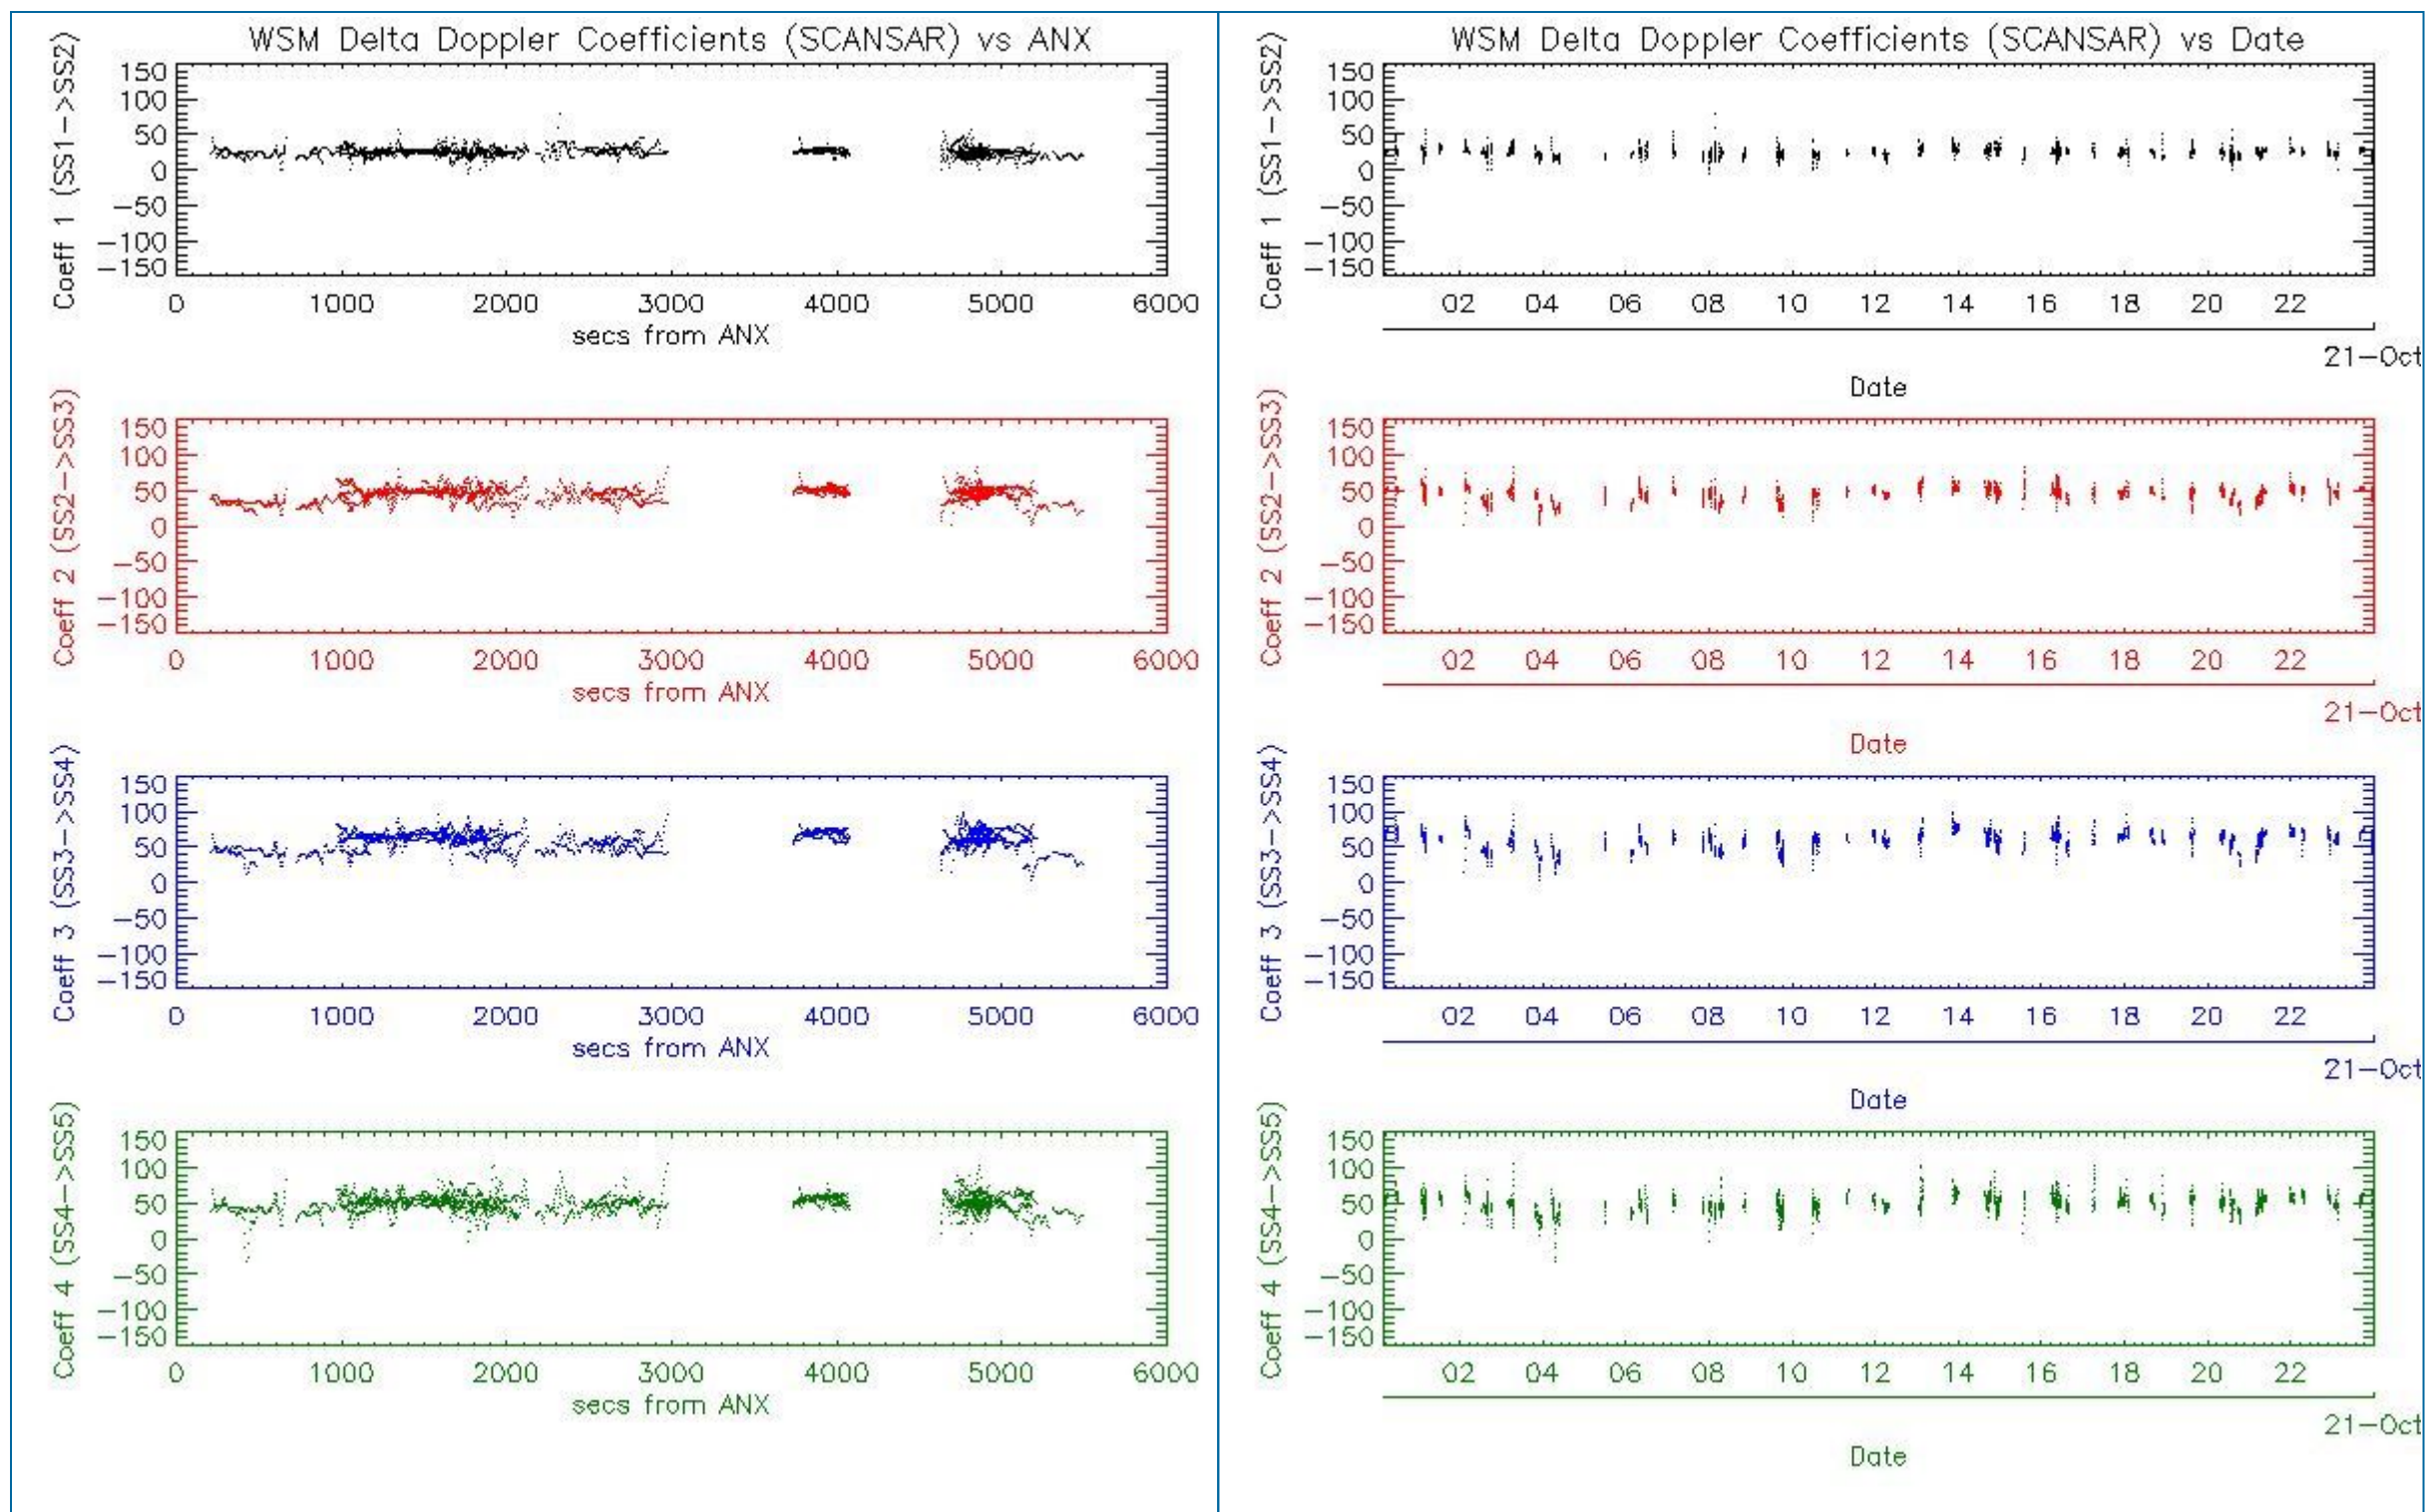 WSM Delta Doppler Coefficients (SCANSAR) vs ANX
Coeff 1 (SS1->SS2)
150
100
50
0
-50
-100
-150
0 1000 2000 3000 4000 5000 6000
secs from ANX
Coeff 2 (SS2->SS3)
150
100
50
0
-50
-100
-150
0 1000 2000 3000 4000 5000 6000
secs from ANX
Coeff 3 (SS3->SS4)
150
100
50
0
-50
-100
-150
0 1000 2000 3000 4000 5000 6000
secs from ANX
Coeff 4 (SS4->SS5)
150
100
50
0
-50
-100
-150
0 1000 2000 3000 4000 5000 6000
secs from ANX
WSM Delta Doppler Coefficients (SCANSAR) vs Date
Coeff 1 (SS1->SS2)
150
100
50
0
-50
-100
-150
02 04 06 08 10 12 14 16 18 20 22
21-Oct
Date
Coeff 2 (SS2->SS3)
150
100
50
0
-50
-100
-150
02 04 06 08 10 12 14 16 18 20 22
21-Oct
Date
Coeff 3 (SS3->SS4)
150
100
50
0
-50
-100
-150
02 04 06 08 10 12 14 16 18 20 22
21-Oct
Date
Coeff 4 (SS4->SS5)
150
100
50
0
-50
-100
-150
02 04 06 08 10 12 14 16 18 20 22
21-Oct
Date